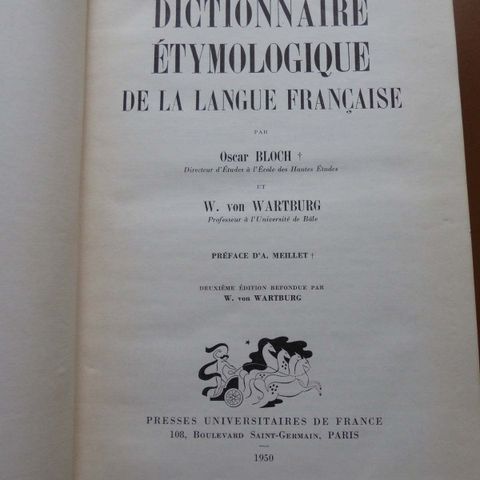 DICTIONNAIRE
ÉTYMOLOGIQUE
DE LA LANGUE FRANÇAISE
PAR
Oscar BLOCH †
Directeur d'Études à l'École des Hautes Études
ET
W. von WARTBURG
Professeur à l'Université de Bâle
PRÉFACE D'A. MEILLET †
DEUXIÈME ÉDITION REFONDUE PAR
W. von WARTBURG
PRESSES UNIVERSITAIRES DE FRANCE
108, Boulevard Saint-Germain, PARIS
1950